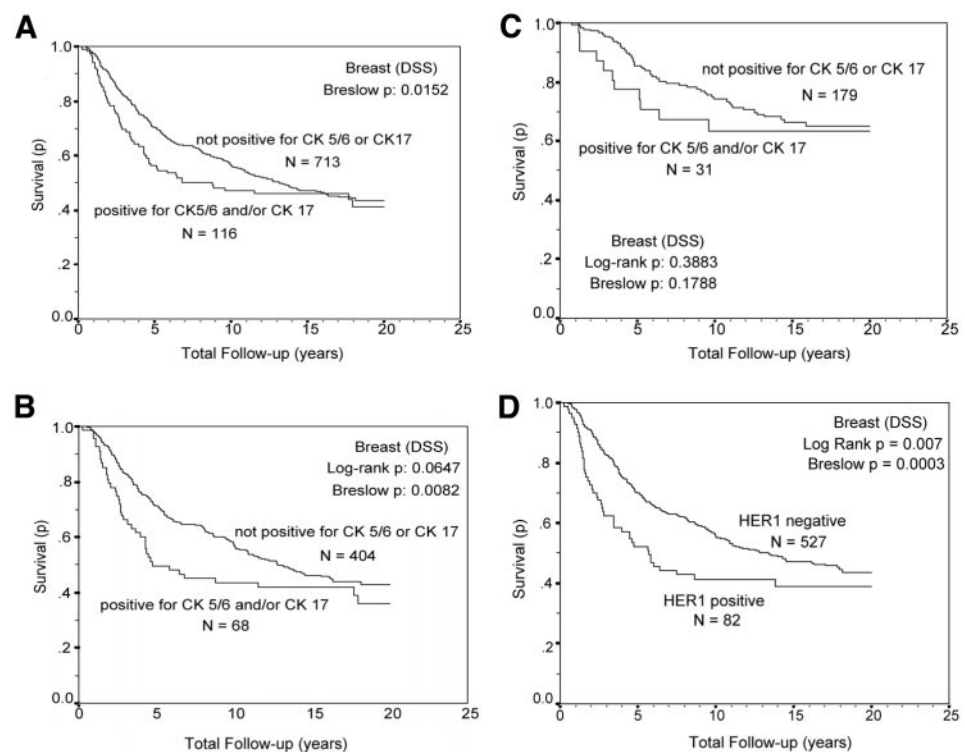 A
1.0
.8
.6
.4
.2
0.0
Survival (p)
Breast (DSS)
Breslow p: 0.0152
not positive for CK 5/6 or CK17
N = 713
positive for CK5/6 and/or CK 17
N = 116
0
5
10
15
20
25
Total Follow-up (years)
C
1.0
.8
.6
.4
.2
0.0
Survival (p)
not positive for CK 5/6 or CK 17
N = 179
positive for CK 5/6 and/or CK 17
N = 31
Breast (DSS)
Log-rank p: 0.3883
Breslow p: 0.1788
0
5
10
15
20
25
Total Follow-up (years)
B
1.0
.8
.6
.4
.2
0.0
Survival (p)
Breast (DSS)
Log-rank p: 0.0647
Breslow p: 0.0082
not positive for CK 5/6 or CK 17
N = 404
positive for CK 5/6 and/or CK 17
N = 68
0
5
10
15
20
25
Total Follow-up (years)
D
1.0
.8
.6
.4
.2
0.0
Survival (p)
Breast (DSS)
Log Rank p = 0.007
Breslow p = 0.0003
HER1 negative
N = 527
HER1 positive
N = 82
0
5
10
15
20
25
Total Follow-up (years)